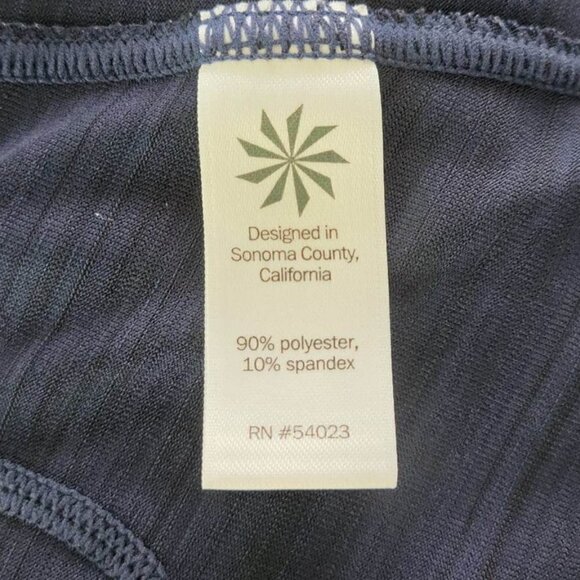 Designed in
Sonoma County,
California
90% polyester,
10% spandex
RN #54023